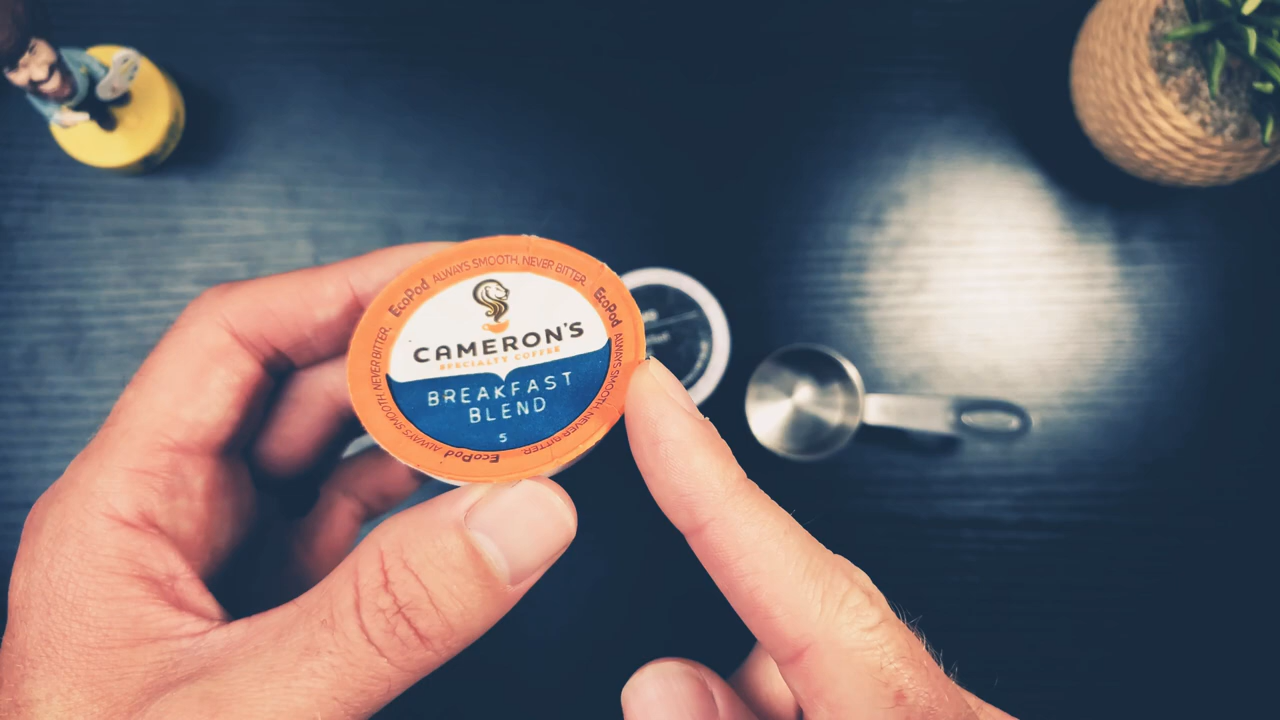 EcoPod ALWAYS SMOOTH. NEVER BITTER.
EcoPod ALWAYS SMOOTH. NEVER BITTER.
EcoPod ALWAYS SMOOTH. NEVER BITTER.
CAMERON'S
SPECIALTY COFFEE
BREAKFAST
BLEND
5